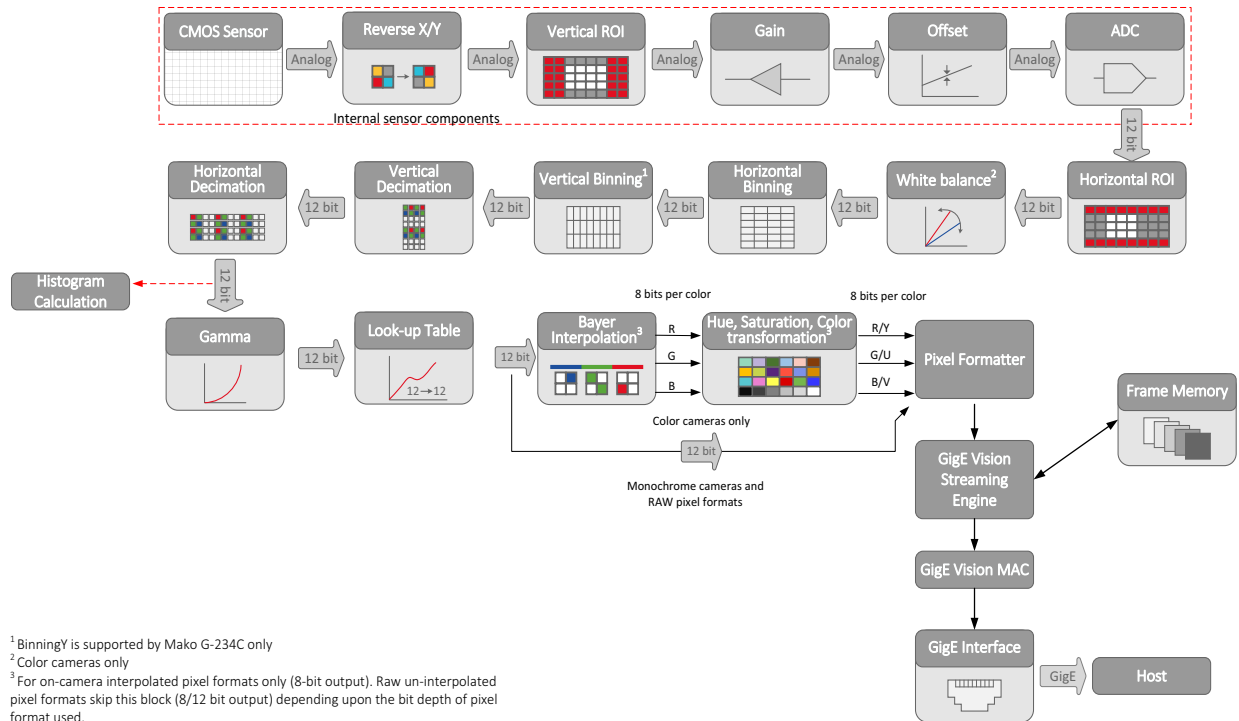 CMOS Sensor
Analog
Reverse X/Y
Analog
Vertical ROI
Analog
Gain
Analog
Offset
Analog
ADC
Internal sensor components
12 bit
Horizontal ROI
12 bit
White balance2
12 bit
Horizontal
Binning
12 bit
Vertical Binning1
12 bit
Vertical
Decimation
12 bit
Horizontal
Decimation
12 bit
Histogram
Calculation
Gamma
12 bit
Look-up Table
12→12
12 bit
8 bits per color
Bayer
Interpolation3
R
G
B
8 bits per color
Hue, Saturation, Color
transformation3
R/Y
G/U
B/V
Pixel Formatter
Color cameras only
12 bit
Monochrome cameras and
RAW pixel formats
Frame Memory
GigE Vision
Streaming
Engine
GigE Vision MAC
GigE Interface
GigE
Host
1 BinningY is supported by Mako G-234C only
2 Color cameras only
3 For on-camera interpolated pixel formats only (8-bit output). Raw un-interpolated
pixel formats skip this block (8/12 bit output) depending upon the bit depth of pixel
format used.